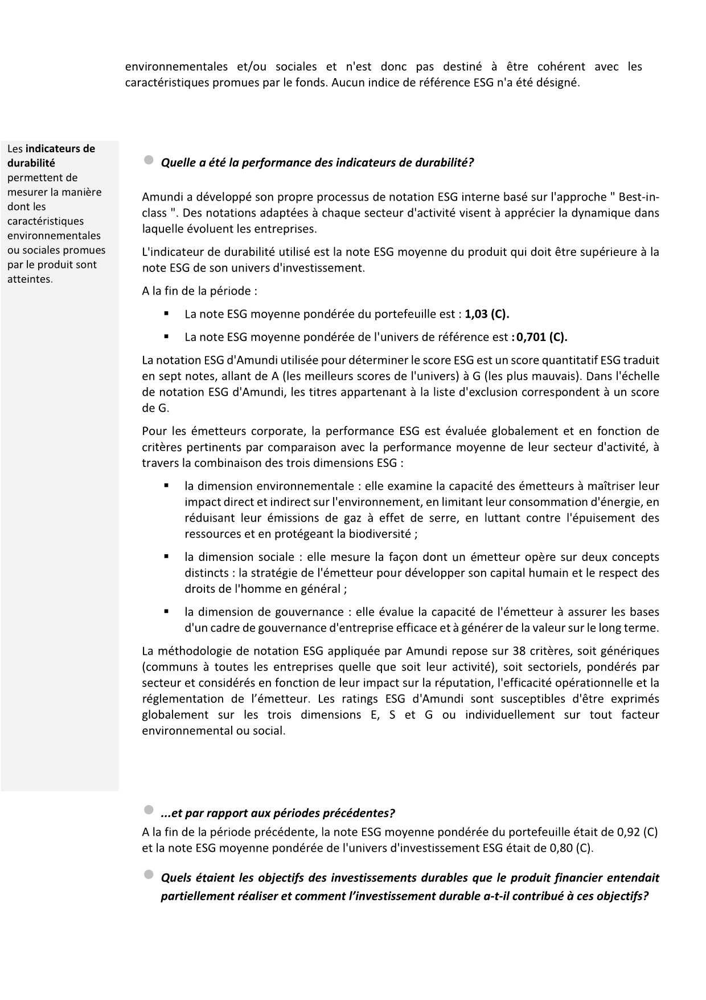 environnementales et/ou sociales et n'est donc pas destiné à être cohérent avec les
caractéristiques promues par le fonds. Aucun indice de référence ESG n'a été désigné.
Les indicateurs de
durabilité
permettent de
mesurer la manière
dont les
caractéristiques
environnementales
ou sociales promues
par le produit sont
atteintes.
● Quelle a été la performance des indicateurs de durabilité?
Amundi a développé son propre processus de notation ESG interne basé sur l'approche " Best-in-
class ". Des notations adaptées à chaque secteur d'activité visent à apprécier la dynamique dans
laquelle évoluent les entreprises.
L'indicateur de durabilité utilisé est la note ESG moyenne du produit qui doit être supérieure à la
note ESG de son univers d'investissement.
A la fin de la période :
▪ La note ESG moyenne pondérée du portefeuille est : 1,03 (C).
▪ La note ESG moyenne pondérée de l'univers de référence est : 0,701 (C).
La notation ESG d'Amundi utilisée pour déterminer le score ESG est un score quantitatif ESG traduit
en sept notes, allant de A (les meilleurs scores de l'univers) à G (les plus mauvais). Dans l'échelle
de notation ESG d'Amundi, les titres appartenant à la liste d'exclusion correspondent à un score
de G.
Pour les émetteurs corporate, la performance ESG est évaluée globalement et en fonction de
critères pertinents par comparaison avec la performance moyenne de leur secteur d'activité, à
travers la combinaison des trois dimensions ESG :
▪ la dimension environnementale : elle examine la capacité des émetteurs à maîtriser leur
impact direct et indirect sur l'environnement, en limitant leur consommation d'énergie, en
réduisant leur émissions de gaz à effet de serre, en luttant contre l'épuisement des
ressources et en protégeant la biodiversité ;
▪ la dimension sociale : elle mesure la façon dont un émetteur opère sur deux concepts
distincts : la stratégie de l'émetteur pour développer son capital humain et le respect des
droits de l'homme en général ;
▪ la dimension de gouvernance : elle évalue la capacité de l'émetteur à assurer les bases
d'un cadre de gouvernance d'entreprise efficace et à générer de la valeur sur le long terme.
La méthodologie de notation ESG appliquée par Amundi repose sur 38 critères, soit génériques
(communs à toutes les entreprises quelle que soit leur activité), soit sectoriels, pondérés par
secteur et considérés en fonction de leur impact sur la réputation, l'efficacité opérationnelle et la
réglementation de l’émetteur. Les ratings ESG d'Amundi sont susceptibles d'être exprimés
globalement sur les trois dimensions E, S et G ou individuellement sur tout facteur
environnemental ou social.
● ...et par rapport aux périodes précédentes?
A la fin de la période précédente, la note ESG moyenne pondérée du portefeuille était de 0,92 (C)
et la note ESG moyenne pondérée de l'univers d'investissement ESG était de 0,80 (C).
● Quels étaient les objectifs des investissements durables que le produit financier entendait
partiellement réaliser et comment l’investissement durable a-t-il contribué à ces objectifs?